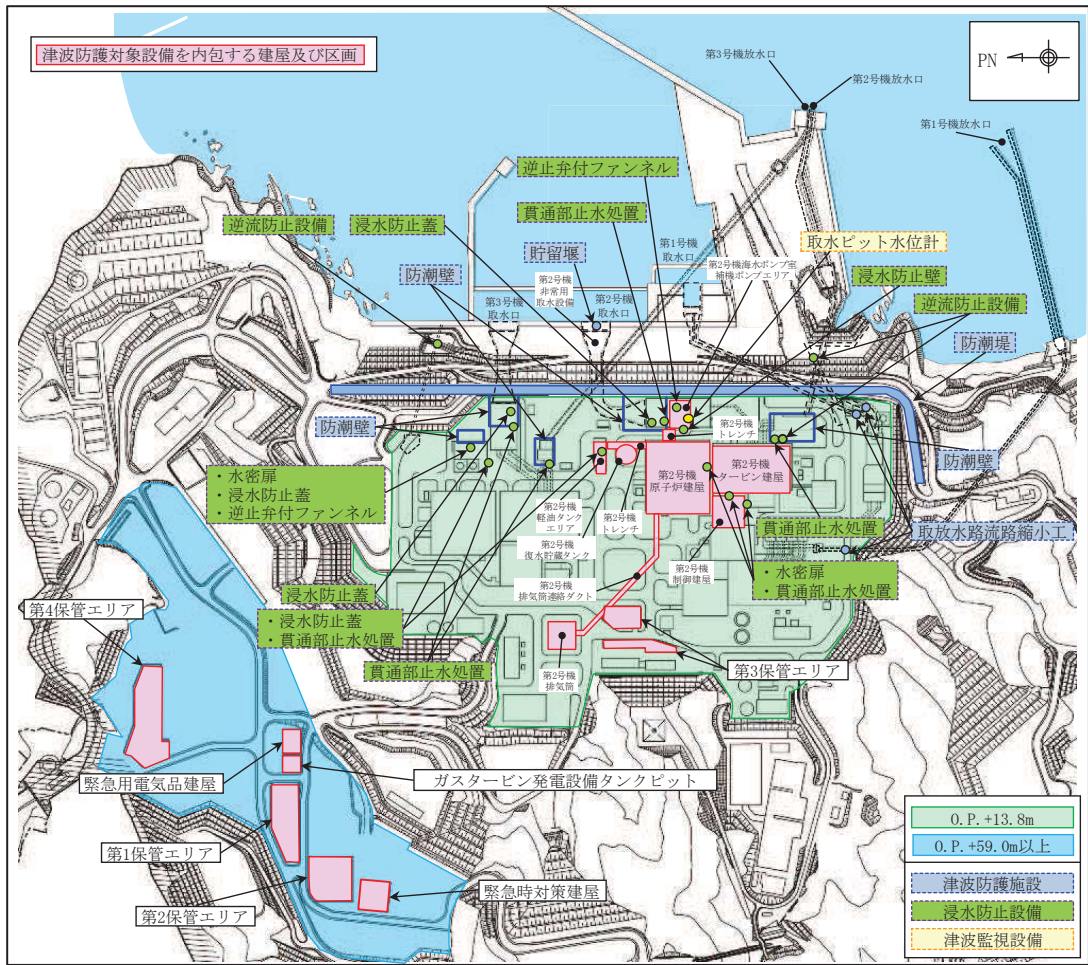 津波防護対象設備を内包する建屋及び区画
PN
第3号機放水口
第2号機放水口
第1号機放水口
逆止弁付ファンネル
貫通部止水処置
逆流防止設備
浸水防止蓋
防潮壁
貯留堰
第2号機
非常用
取水設備
第3号機
取水口
第2号機
取水口
第1号機
取水口
第2号機海水ポンプ室
補機ポンプエリア
取水ピット水位計
浸水防止壁
逆流防止設備
防潮堤
防潮壁
防潮壁
・水密扉
・浸水防止蓋
・逆止弁付ファンネル
第2号機
トレンチ
第2号機
原子炉建屋
第2号機
タービン建屋
第2号機
軽油タンク
エリア
第2号機
トレンチ
第2号機
復水貯蔵タンク
第2号機
排気筒連絡ダクト
第2号機
制御建屋
貫通部止水処置
取放水路流路縮小工
・水密扉
・貫通部止水処置
浸水防止蓋
・浸水防止蓋
・貫通部止水処置
貫通部止水処置
第2号機
排気筒
第3保管エリア
第4保管エリア
緊急用電気品建屋
ガスタービン発電設備タンクピット
第1保管エリア
第2保管エリア
緊急時対策建屋
O.P.+13.8m
O.P.+59.0m以上
津波防護施設
浸水防止設備
津波監視設備